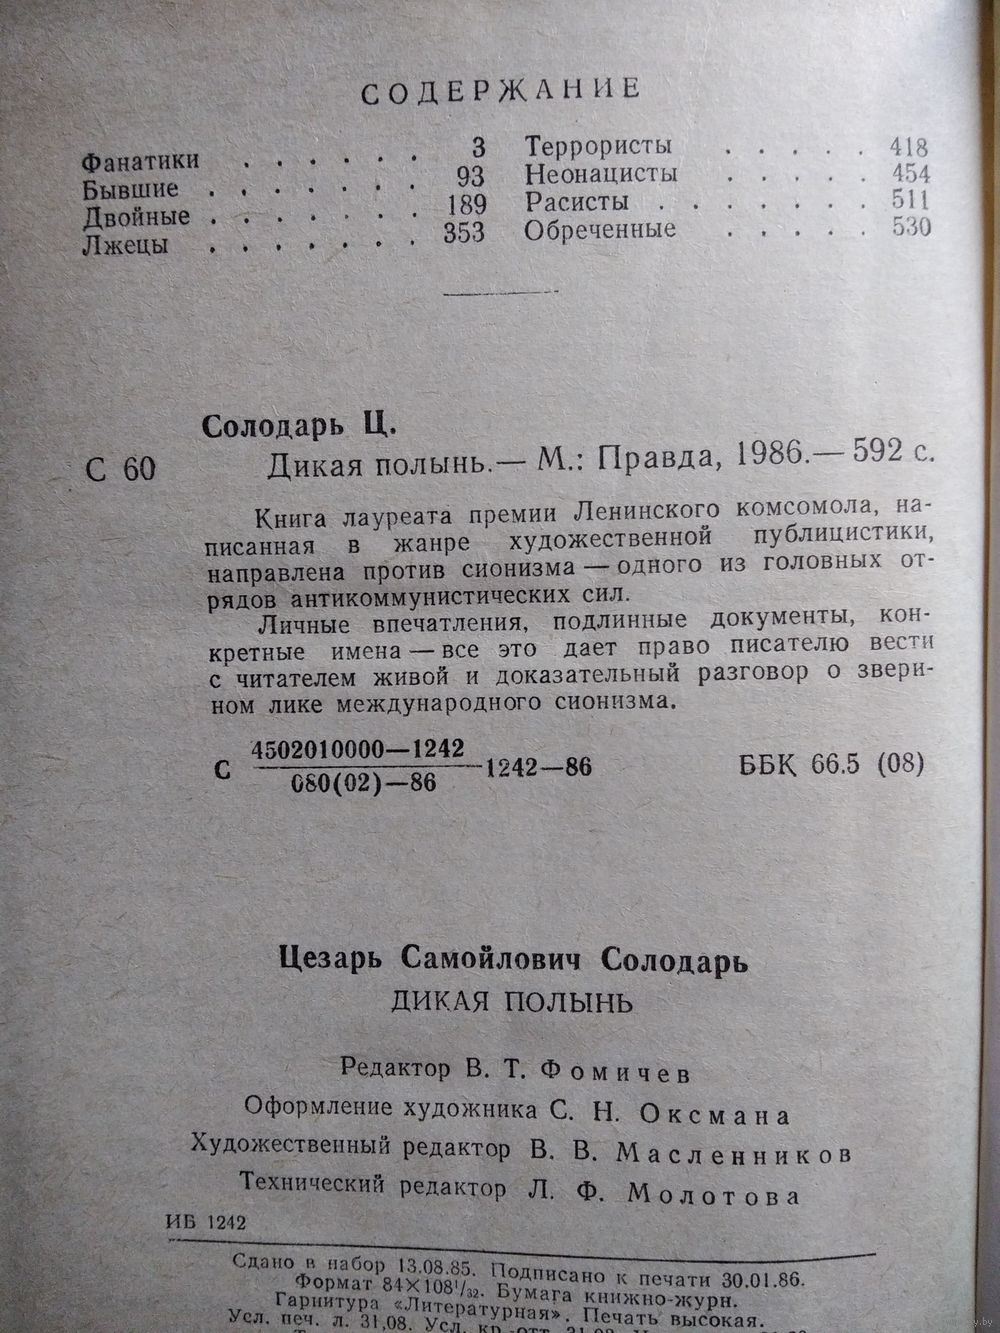 СОДЕРЖАНИЕ
Фанатики . . . . . . 3
Бывшие . . . . . . . 93
Двойные . . . . . . . 189
Лжецы . . . . . . . 353
Террористы . . . . . 418
Неонацисты . . . . . 454
Расисты . . . . . . . 511
Обреченные . . . . . 530
Солодарь Ц.
С 60 Дикая полынь.— М.: Правда, 1986.— 592 с.
Книга лауреата премии Ленинского комсомола, на-
писанная в жанре художественной публицистики,
направлена против сионизма — одного из головных от-
рядов антикоммунистических сил.
Личные впечатления, подлинные документы, кон-
кретные имена — все это дает право писателю вести
с читателем живой и доказательный разговор о звери-
ном лике международного сионизма.
С 4502010000—1242
080(02)—86 1242—86 ББК 66.5 (08)
Цезарь Самойлович Солодарь
ДИКАЯ ПОЛЫНЬ
Редактор В. Т. Фомичев
Оформление художника С. Н. Оксмана
Художественный редактор В. В. Масленников
Технический редактор Л. Ф. Молотова
ИБ 1242
Сдано в набор 13.08.85. Подписано к печати 30.01.86.
Формат 84×108¹/₃₂. Бумага книжно-журн.
Гарнитура «Литературная». Печать высокая.
Усл. печ. л. 31,08. Усл. кр.-отт. 31,08.